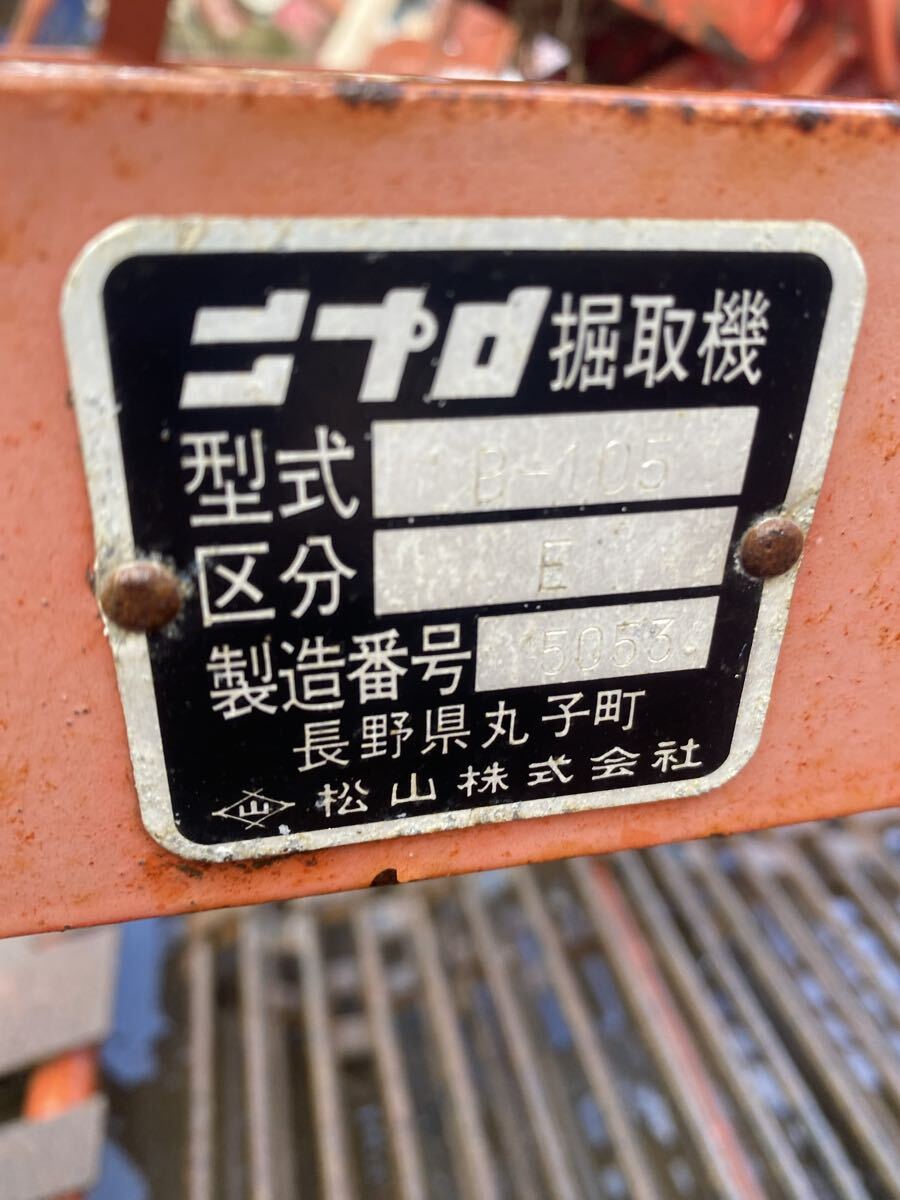 ニプロ掘取機
型式 B-105
区分 E
製造番号 15053
長野県丸子町
山 松山株式会社